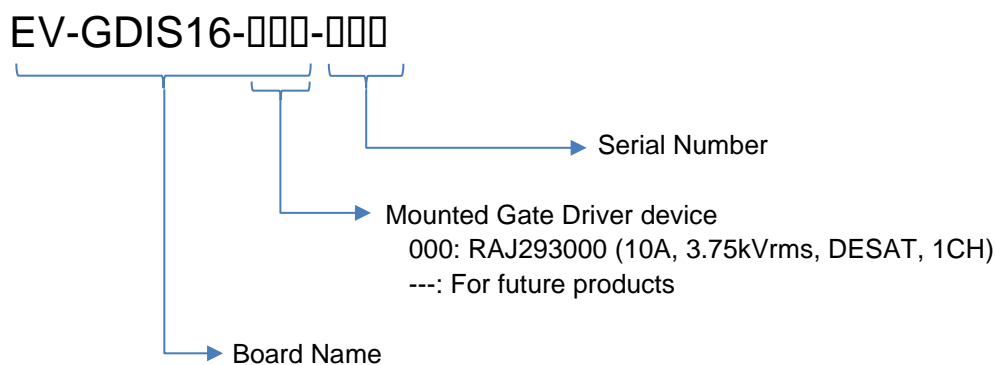 EV-GDIS16-▯▯▯-▯▯▯
Serial Number
Mounted Gate Driver device
000: RAJ293000 (10A, 3.75kVrms, DESAT, 1CH)
---: For future products
Board Name